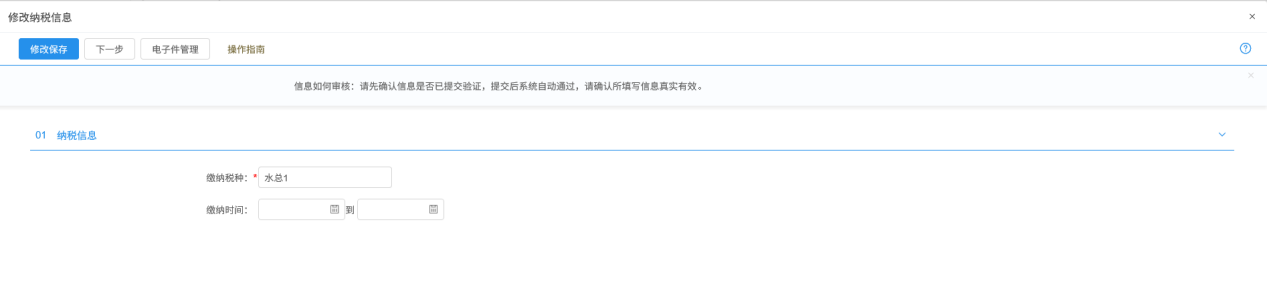 修改纳税信息 ×
修改保存 下一步 电子件管理 操作指南
信息如何审核：请先确认信息是否已提交验证，提交后系统自动通过，请确认所填写信息真实有效。
01 纳税信息
缴纳税种：* 水总1
缴纳时间： 到